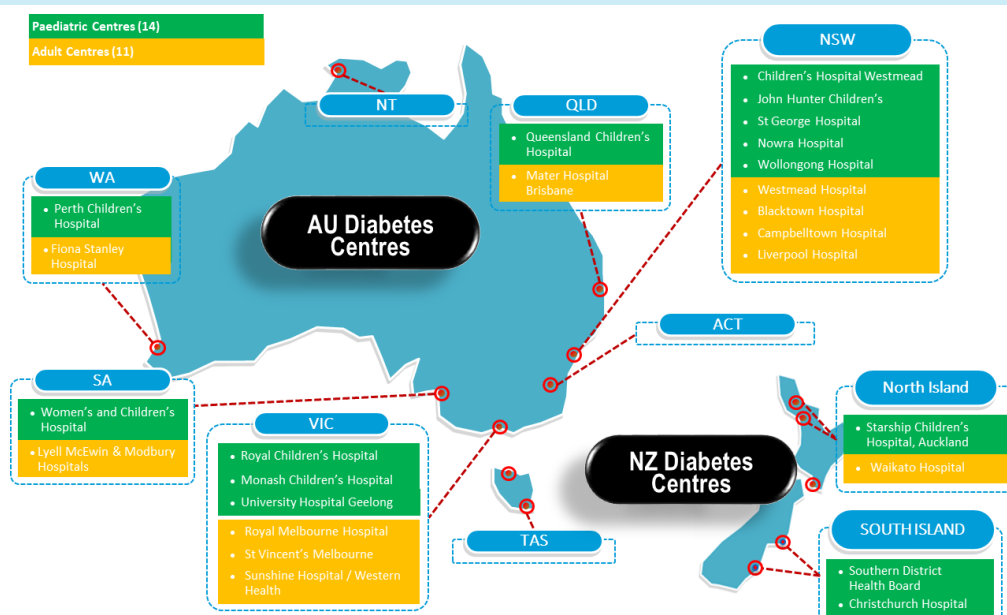 Paediatric Centres (14)
Adult Centres (11)
NT
QLD
Queensland Children's
Hospital
Mater Hospital
Brisbane
NSW
Children's Hospital Westmead
John Hunter Children's
St George Hospital
Nowra Hospital
Wollongong Hospital
Westmead Hospital
Blacktown Hospital
Campbelltown Hospital
Liverpool Hospital
WA
Perth Children's
Hospital
Fiona Stanley
Hospital
AU Diabetes
Centres
ACT
SA
Women's and Children's
Hospital
Lyell McEwin & Modbury
Hospitals
VIC
Royal Children's Hospital
Monash Children's Hospital
University Hospital Geelong
Royal Melbourne Hospital
St Vincent's Melbourne
Sunshine Hospital / Western
Health
TAS
NZ Diabetes
Centres
North Island
Starship Children's
Hospital, Auckland
Waikato Hospital
SOUTH ISLAND
Southern District
Health Board
Christchurch Hospital